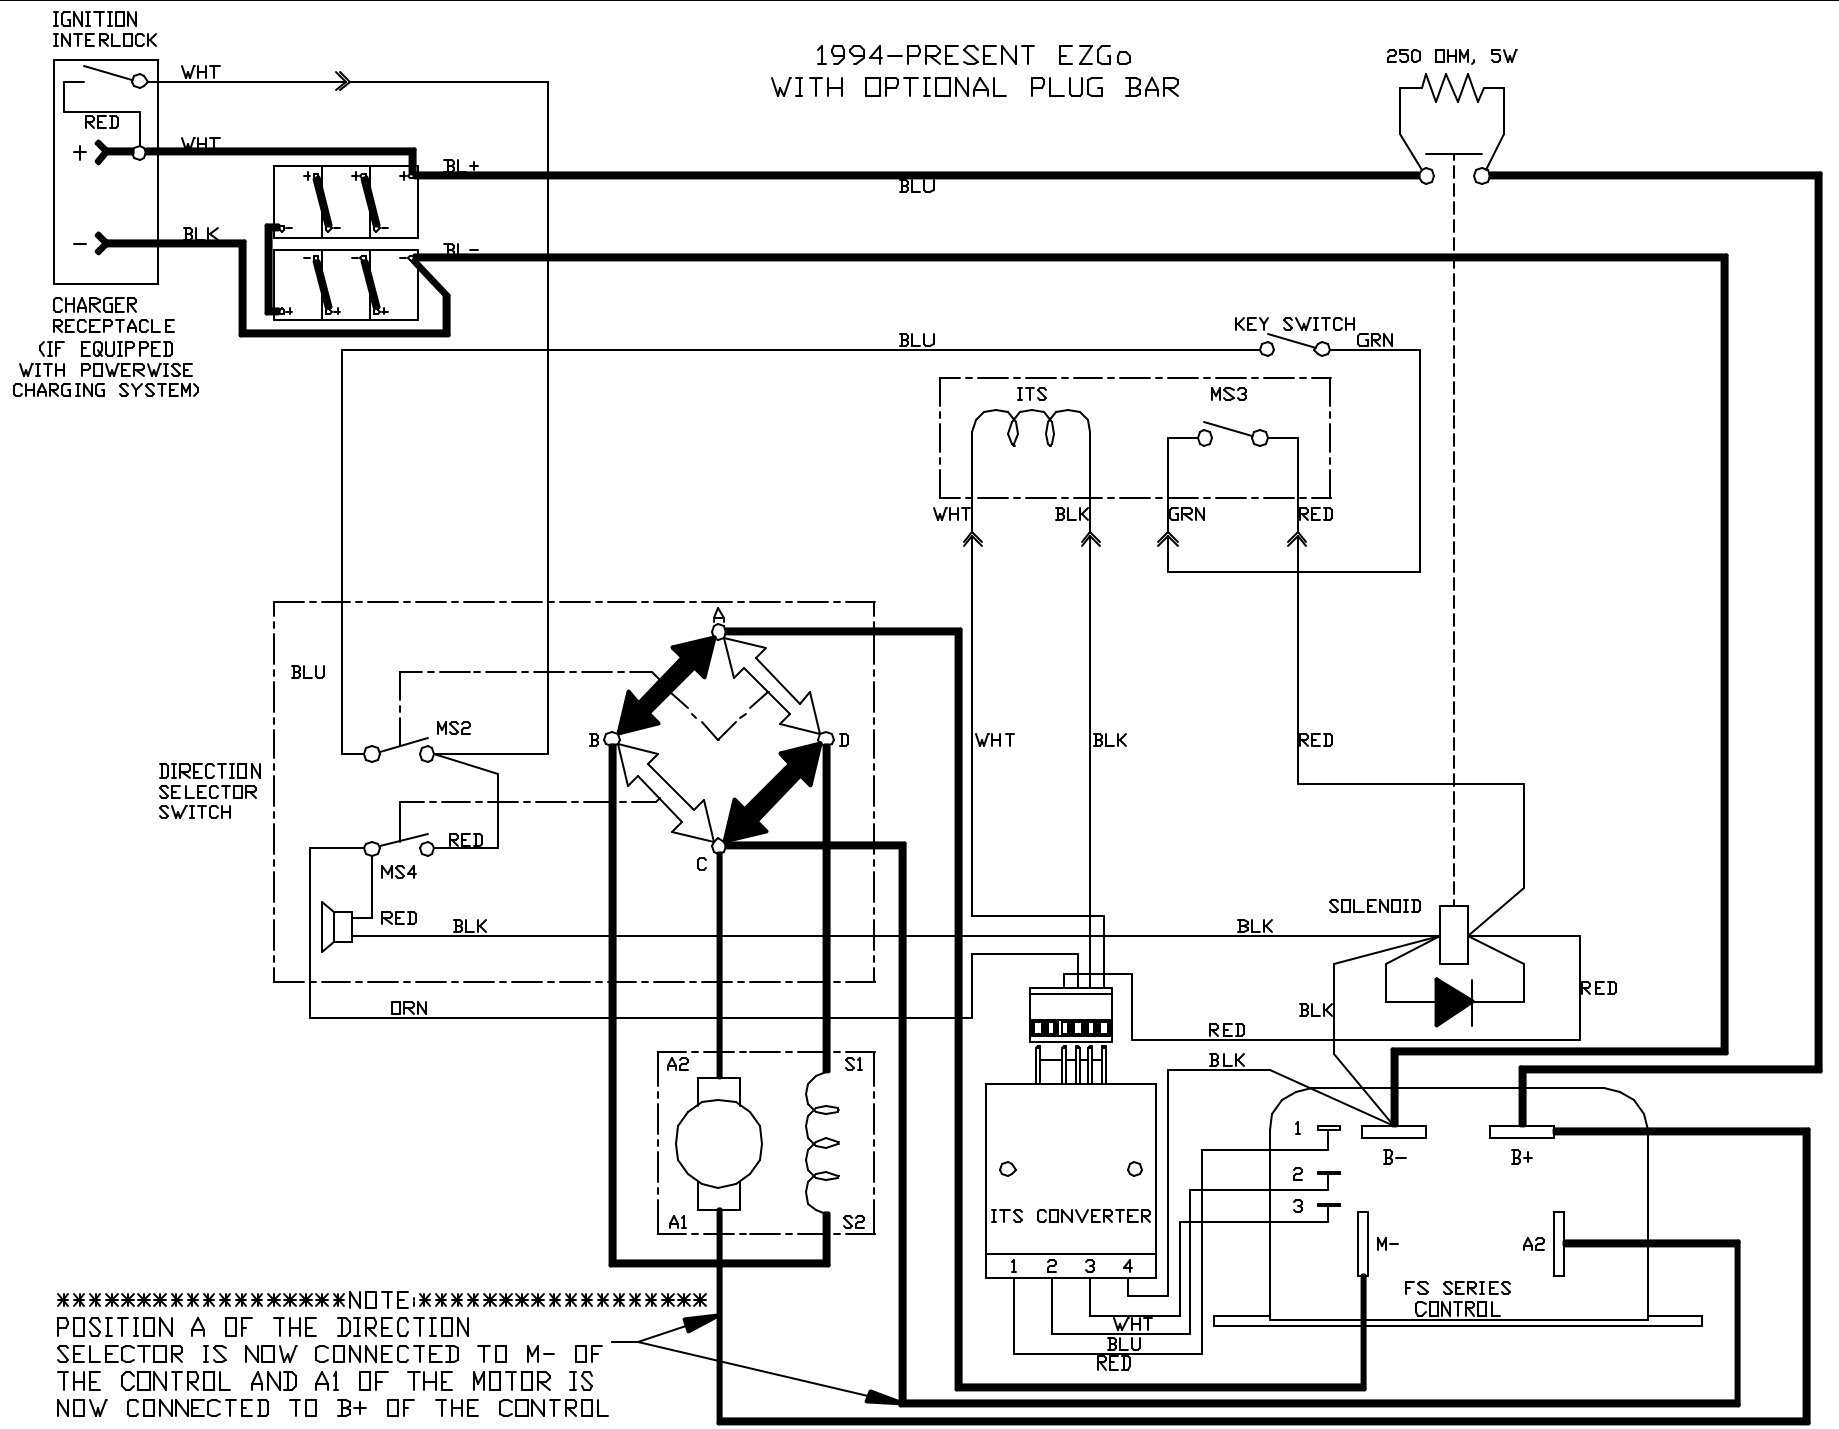 IGNITION
INTERLOCK
1994-PRESENT EZGo
WITH OPTIONAL PLUG BAR
250 OHM, 5W
WHT
RED
+
WHT
BL+
BLU
+ + +
- - -
-
BLK
BL-
- - -
+ + +
CHARGER
RECEPTACLE
(IF EQUIPPED
WITH POWERWISE
CHARGING SYSTEM)
BLU
KEY SWITCH
GRN
ITS
MS3
WHT
BLK
GRN
RED
A
BLU
MS2
B
D
WHT
BLK
RED
DIRECTION
SELECTOR
SWITCH
RED
MS4
C
RED
BLK
BLK
SOLENOID
ORN
BLK
RED
RED
BLK
A2
S1
1
B-
B+
2
3
ITS CONVERTER
A1
S2
M-
A2
1 2 3 4
FS SERIES
CONTROL
WHT
BLU
RED
******************NOTE:******************
POSITION A OF THE DIRECTION
SELECTOR IS NOW CONNECTED TO M- OF
THE CONTROL AND A1 OF THE MOTOR IS
NOW CONNECTED TO B+ OF THE CONTROL